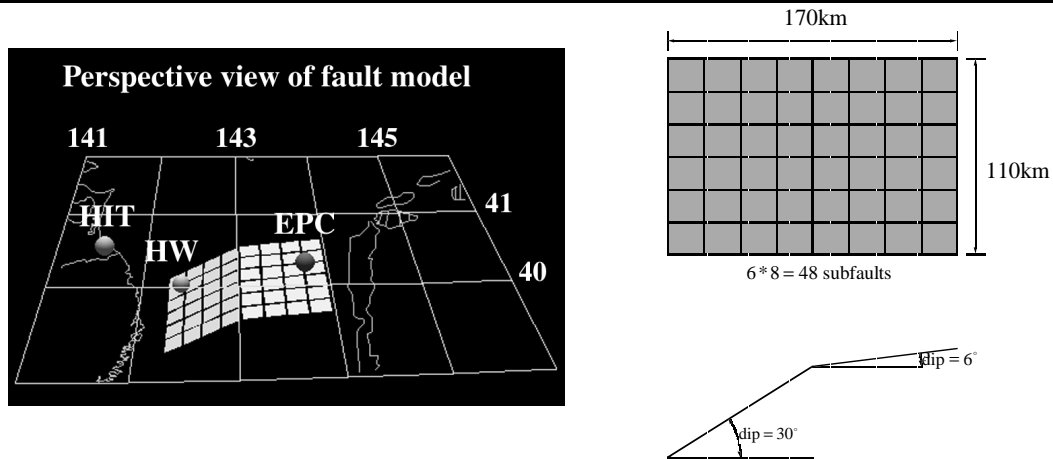 Perspective view of fault model
141 143 145
41
HIT
EPC
HW
40
170km
110km
6 * 8 = 48 subfaults
dip = 6°
dip = 30°